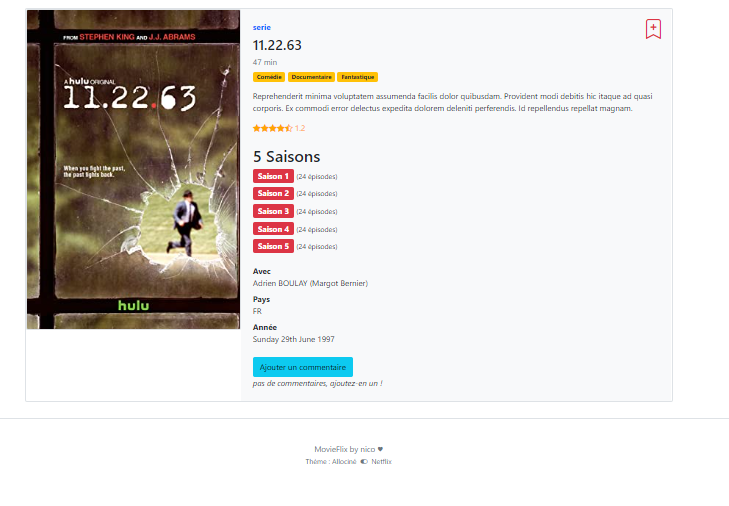 FROM STEPHEN KING AND J.J. ABRAMS
A hulu ORIGINAL
11.22.63
When you fight the past,
the past fights back.
hulu
serie
11.22.63
47 min
Comédie Documentaire Fantastique
Reprehenderit minima voluptatem assumenda facilis dolor quibusdam. Provident modi debitis hic itaque ad quasi
corporis. Ex commodi error delectus expedita dolorem deleniti perferendis. Id repellendus repellat magnam.
1.2
5 Saisons
Saison 1 (24 épisodes)
Saison 2 (24 épisodes)
Saison 3 (24 épisodes)
Saison 4 (24 épisodes)
Saison 5 (24 épisodes)
Avec
Adrien BOULAY (Margot Bernier)
Pays
FR
Année
Sunday 29th June 1997
Ajouter un commentaire
pas de commentaires, ajoutez-en un !
MovieFlix by nico ♥
Thème : Allociné Netflix